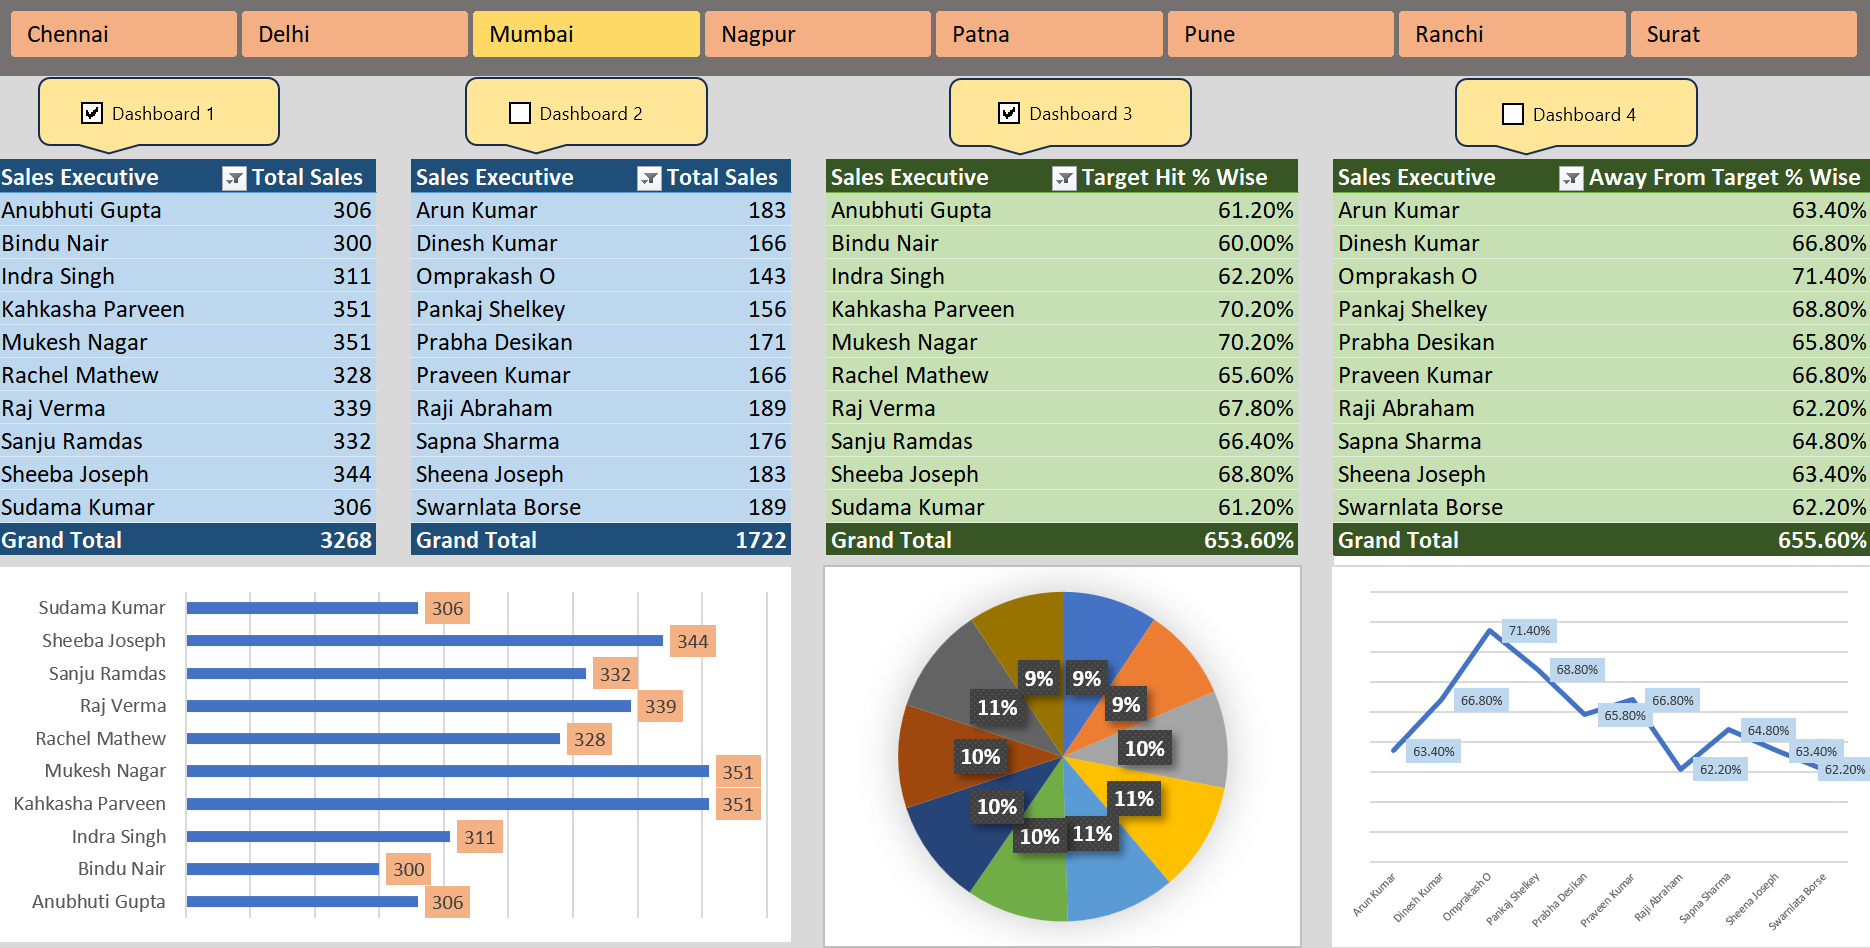 Chennai
Delhi
Mumbai
Nagpur
Patna
Pune
Ranchi
Surat
Dashboard 1
Dashboard 2
Dashboard 3
Dashboard 4
Sales Executive Total Sales
Anubhuti Gupta 306
Bindu Nair 300
Indra Singh 311
Kahkasha Parveen 351
Mukesh Nagar 351
Rachel Mathew 328
Raj Verma 339
Sanju Ramdas 332
Sheeba Joseph 344
Sudama Kumar 306
Grand Total 3268
Sales Executive Total Sales
Arun Kumar 183
Dinesh Kumar 166
Omprakash O 143
Pankaj Shelkey 156
Prabha Desikan 171
Praveen Kumar 166
Raji Abraham 189
Sapna Sharma 176
Sheena Joseph 183
Swarnlata Borse 189
Grand Total 1722
Sales Executive Target Hit % Wise
Anubhuti Gupta 61.20%
Bindu Nair 60.00%
Indra Singh 62.20%
Kahkasha Parveen 70.20%
Mukesh Nagar 70.20%
Rachel Mathew 65.60%
Raj Verma 67.80%
Sanju Ramdas 66.40%
Sheeba Joseph 68.80%
Sudama Kumar 61.20%
Grand Total 653.60%
Sales Executive Away From Target % Wise
Arun Kumar 63.40%
Dinesh Kumar 66.80%
Omprakash O 71.40%
Pankaj Shelkey 68.80%
Prabha Desikan 65.80%
Praveen Kumar 66.80%
Raji Abraham 62.20%
Sapna Sharma 64.80%
Sheena Joseph 63.40%
Swarnlata Borse 62.20%
Grand Total 655.60%
Sudama Kumar 306
Sheeba Joseph 344
Sanju Ramdas 332
Raj Verma 339
Rachel Mathew 328
Mukesh Nagar 351
Kahkasha Parveen 351
Indra Singh 311
Bindu Nair 300
Anubhuti Gupta 306
9%
9%
10%
11%
11%
10%
10%
10%
11%
9%
63.40%
66.80%
71.40%
68.80%
65.80%
66.80%
62.20%
64.80%
63.40%
62.20%
Arun Kumar
Dinesh Kumar
Omprakash O
Pankaj Shelkey
Prabha Desikan
Praveen Kumar
Raji Abraham
Sapna Sharma
Sheena Joseph
Swarnlata Borse